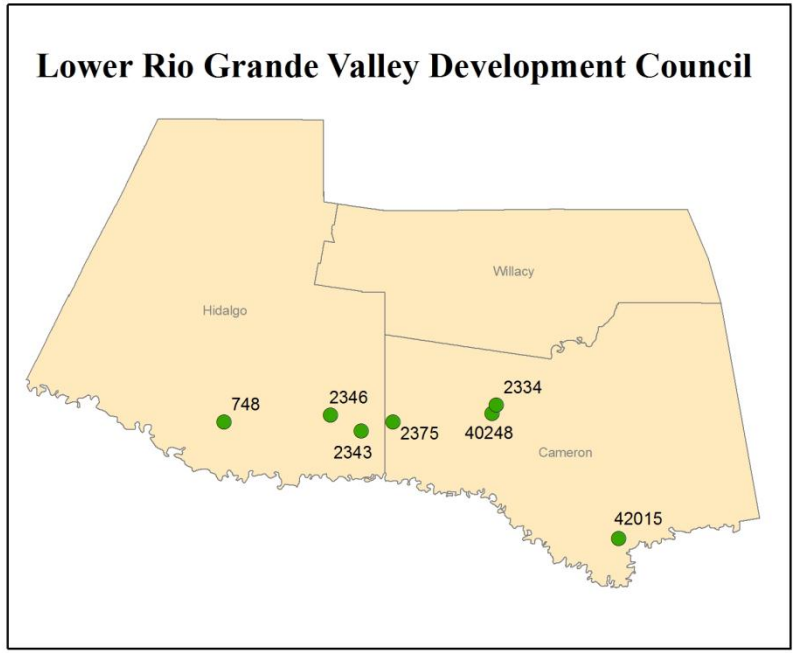 Lower Rio Grande Valley Development Council
Willacy
Hidalgo
2334
2346
748
2375
40248
2343
Cameron
42015